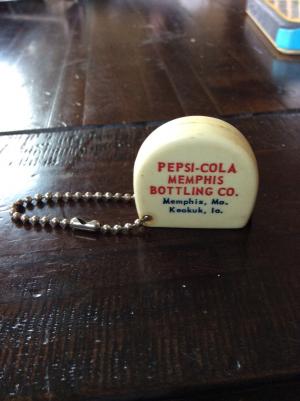 PEPSI-COLA
MEMPHIS
BOTTLING CO.
Memphis, Mo.
Keokuk, Ia.